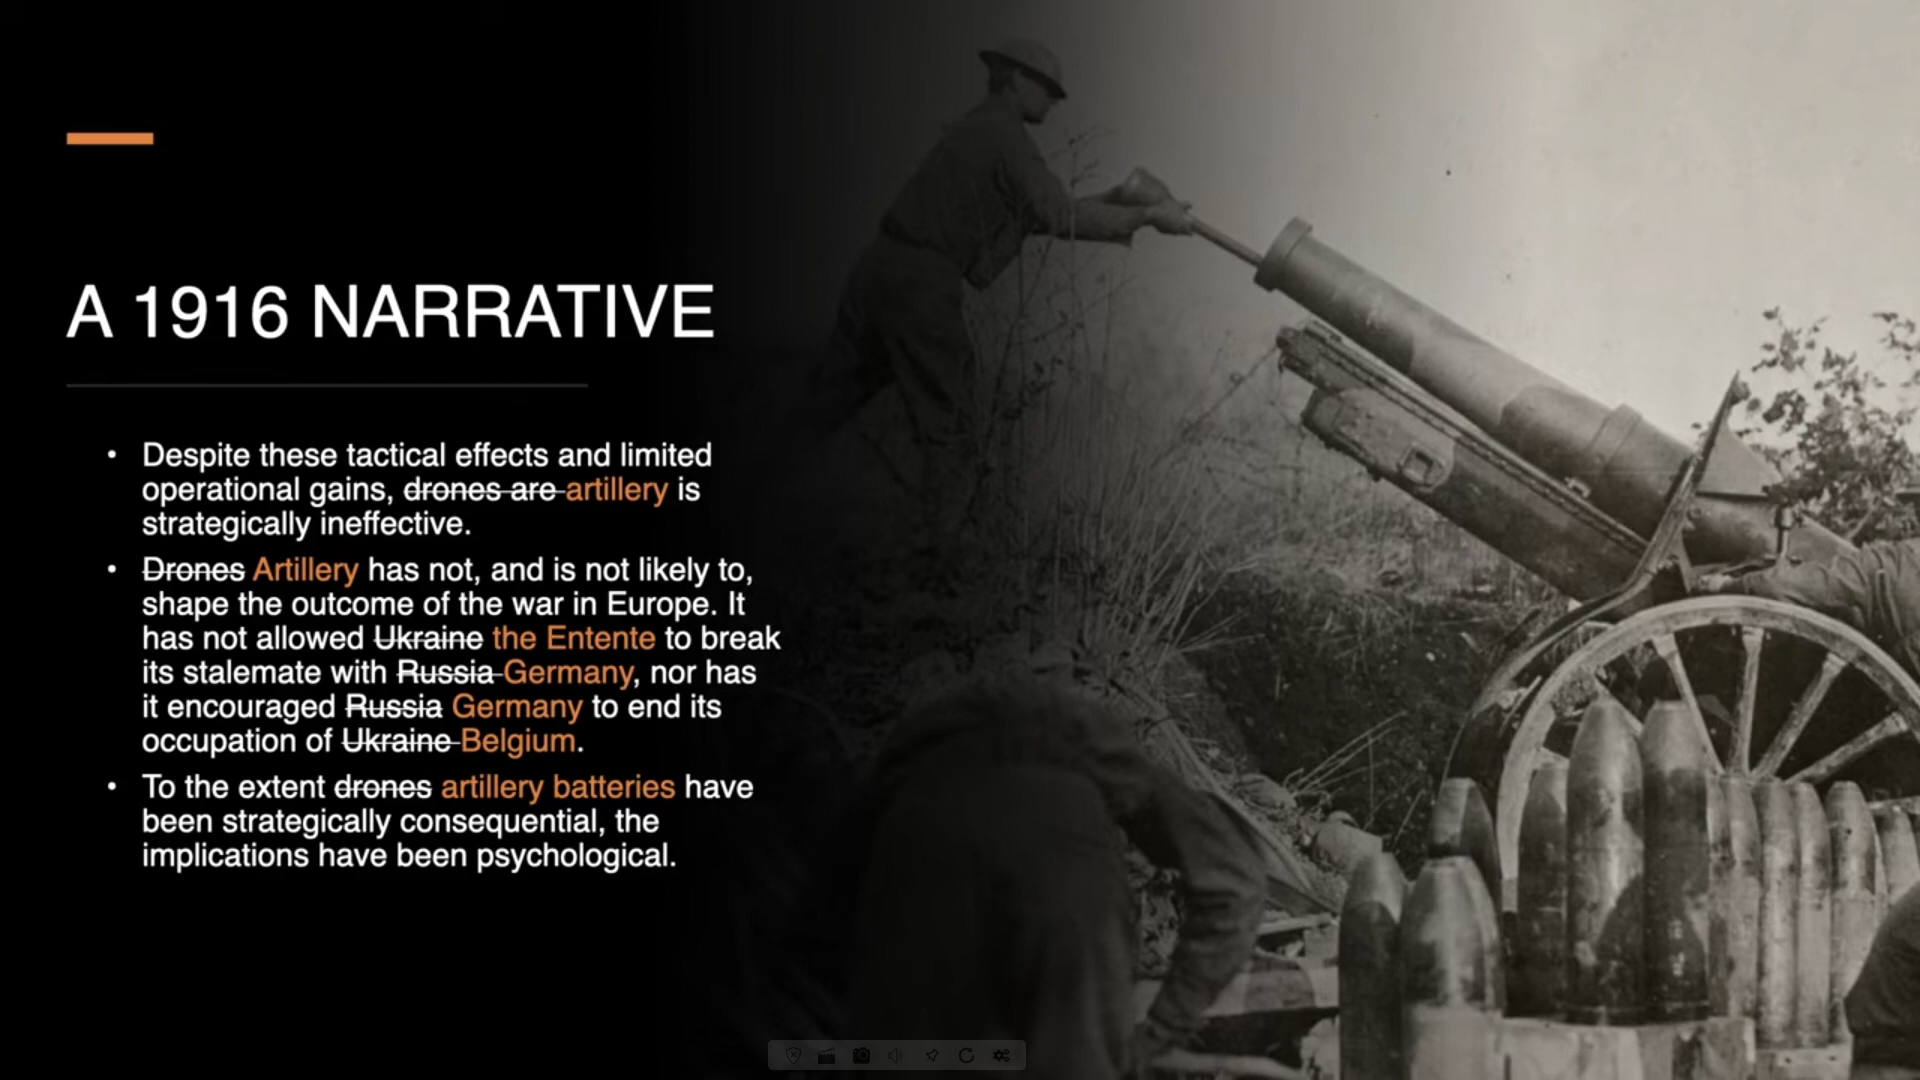 A 1916 NARRATIVE
• Despite these tactical effects and limited
operational gains, drones are artillery is
strategically ineffective.
• Drones Artillery has not, and is not likely to,
shape the outcome of the war in Europe. It
has not allowed Ukraine the Entente to break
its stalemate with Russia Germany, nor has
it encouraged Russia Germany to end its
occupation of Ukraine Belgium.
• To the extent drones artillery batteries have
been strategically consequential, the
implications have been psychological.